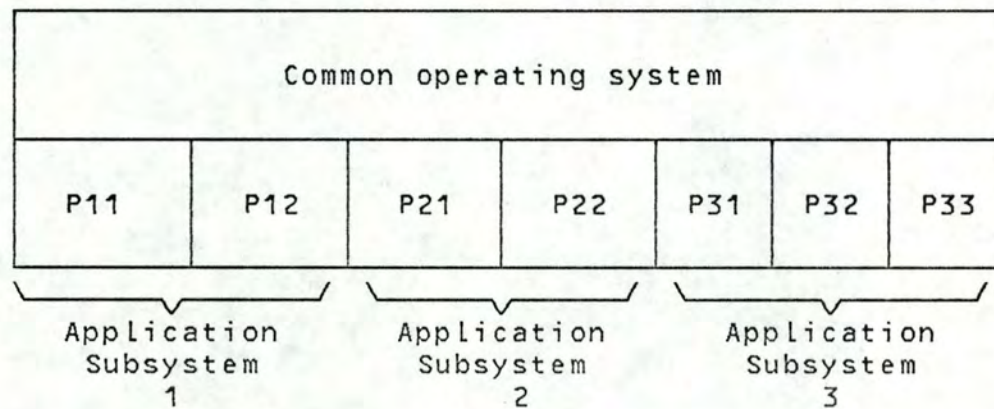 Common operating system
P11 P12 P21 P22 P31 P32 P33
Application Application Application
Subsystem Subsystem Subsystem
1 2 3